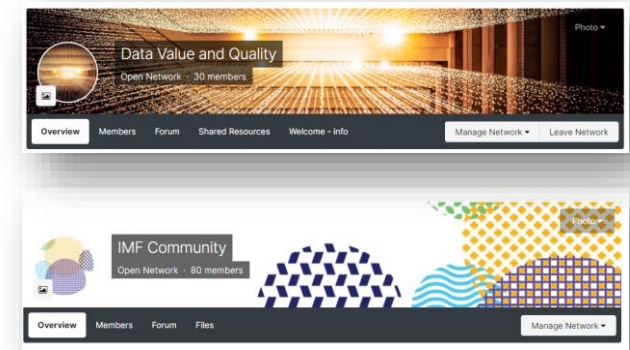 Photo
Data Value and Quality
Open Network · 30 members
Overview Members Forum Shared Resources Welcome - info Manage Network Leave Network
Photo
IMF Community
Open Network · 80 members
Overview Members Forum Files Manage Network